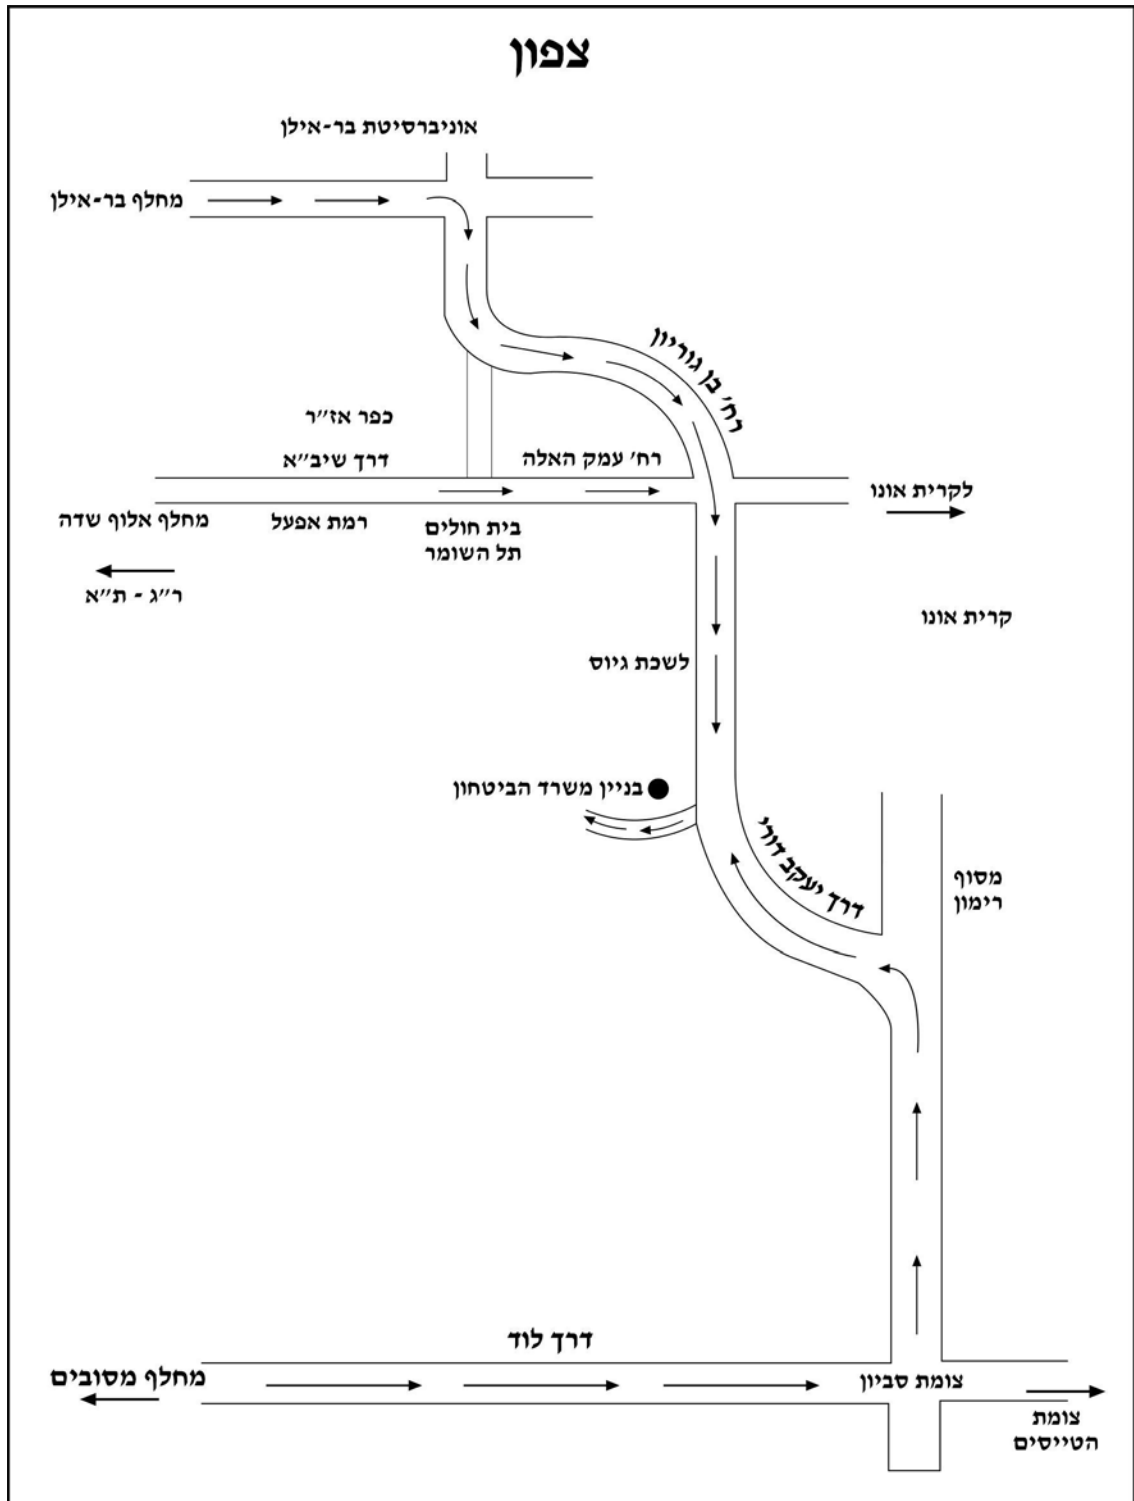 צפון
אוניברסיטת בר-אילן
מחלף בר-אילן
רח' בן גוריון
כפר אז"ר
דרך שיב"א
רח' עמק האלה
לקרית אונו
מחלף אלוף שדה
רמת אפעל
בית חולים
תל השומר
ר"ג - ת"א
קרית אונו
לשכת גיוס
בניין משרד הביטחון
דרך יעקב דורי
מסוף
רימון
דרך לוד
מחלף מסובים
צומת סביון
צומת
הטייסים